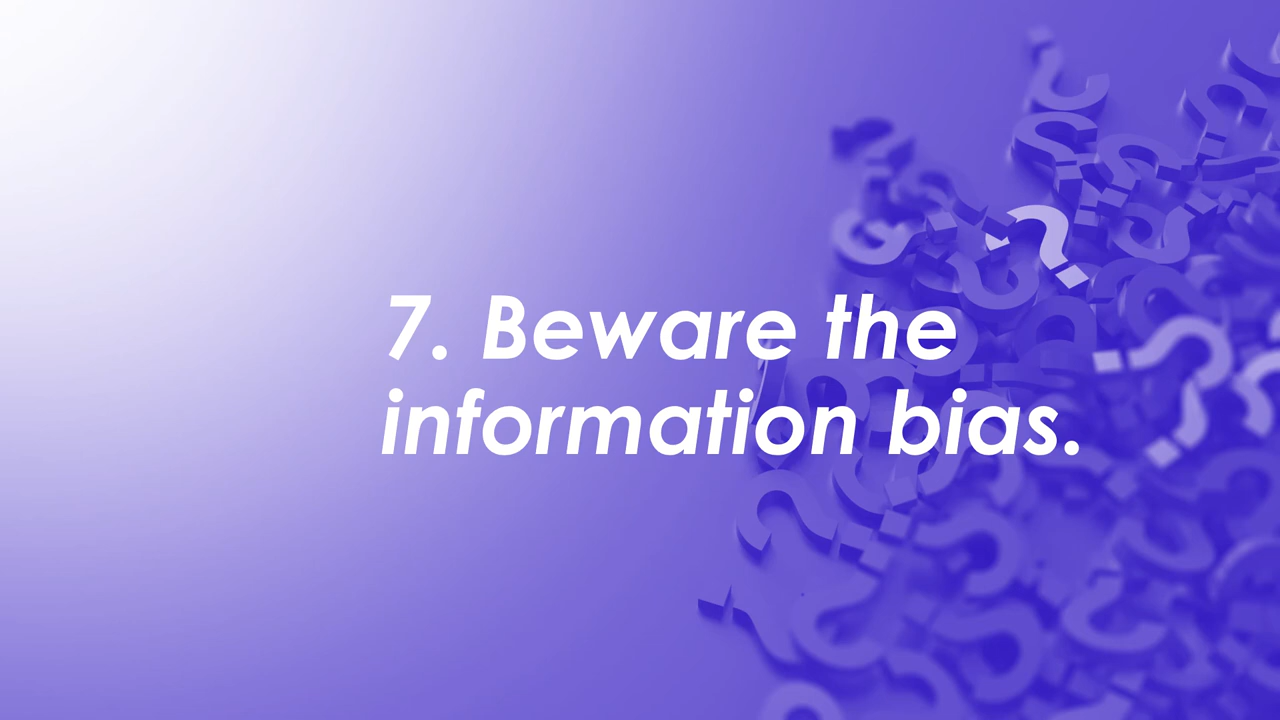 7. Beware the
information bias.